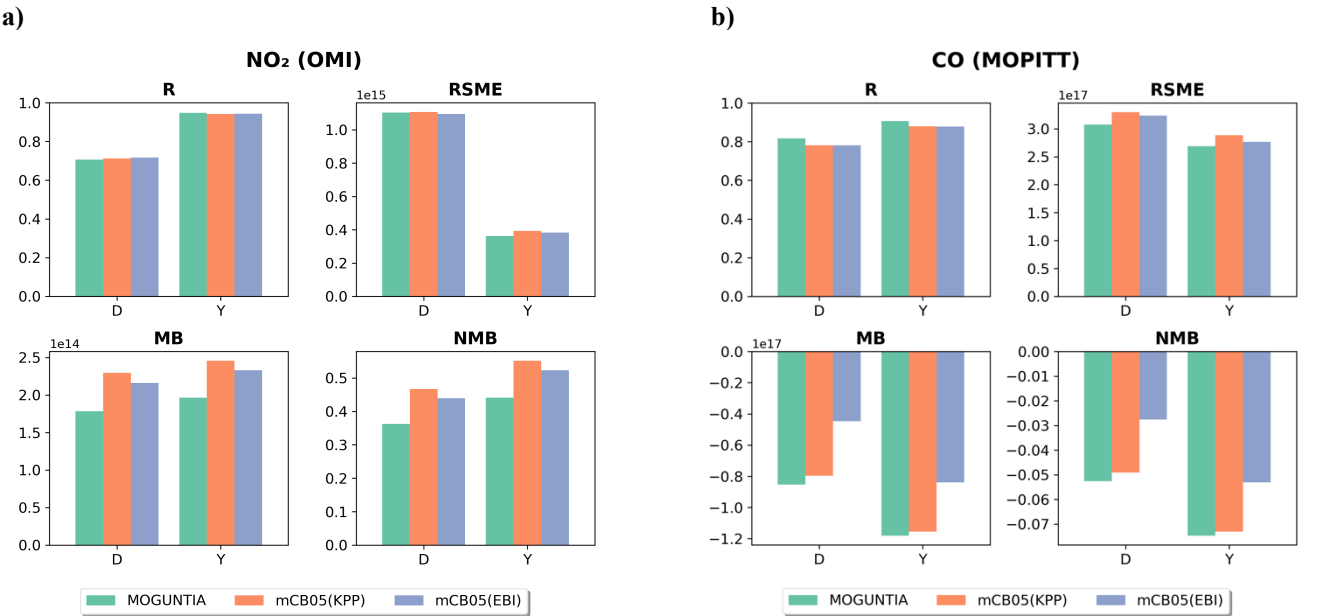 a)
NO₂ (OMI)
R
0.0
0.2
0.4
0.6
0.8
1.0
D
Y
RSME
1e15
0.0
0.2
0.4
0.6
0.8
1.0
D
Y
MB
1e14
0.0
0.5
1.0
1.5
2.0
2.5
D
Y
NMB
0.0
0.1
0.2
0.3
0.4
0.5
D
Y
MOGUNTIA
mCB05(KPP)
mCB05(EBI)
b)
CO (MOPITT)
R
0.0
0.2
0.4
0.6
0.8
1.0
D
Y
RSME
1e17
0.0
0.5
1.0
1.5
2.0
2.5
3.0
D
Y
MB
1e17
0.0
−0.2
−0.4
−0.6
−0.8
−1.0
−1.2
D
Y
NMB
0.00
−0.01
−0.02
−0.03
−0.04
−0.05
−0.06
−0.07
D
Y
MOGUNTIA
mCB05(KPP)
mCB05(EBI)